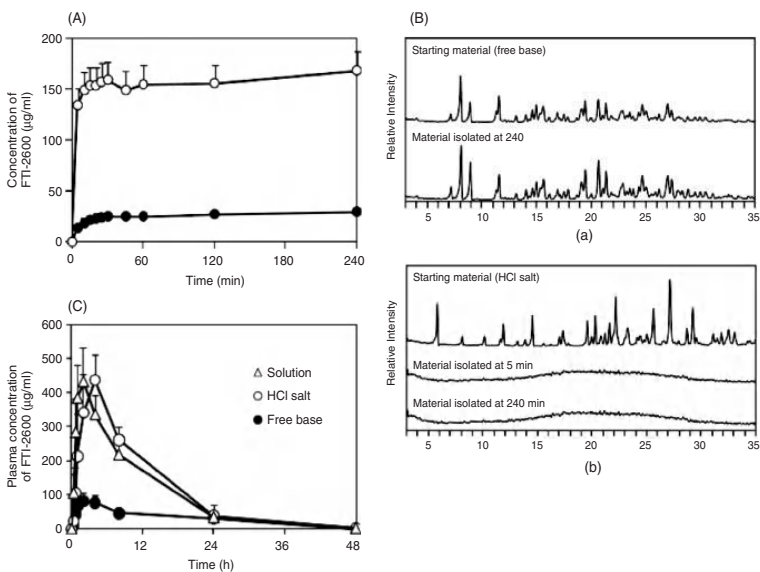 (A)
200
150
100
50
0
0
60
120
180
240
Time (min)
Concentration of
FTI-2600 (µg/ml)
(B)
Starting material (free base)
Material isolated at 240
Relative Intensity
5
10
15
20
25
30
35
(a)
Starting material (HCl salt)
Material isolated at 5 min
Material isolated at 240 min
Relative Intensity
5
10
15
20
25
30
35
(b)
(C)
600
500
400
300
200
100
0
0
12
24
36
48
Time (h)
Plasma concentration
of FTI-2600 (µg/ml)
Solution
HCl salt
Free base